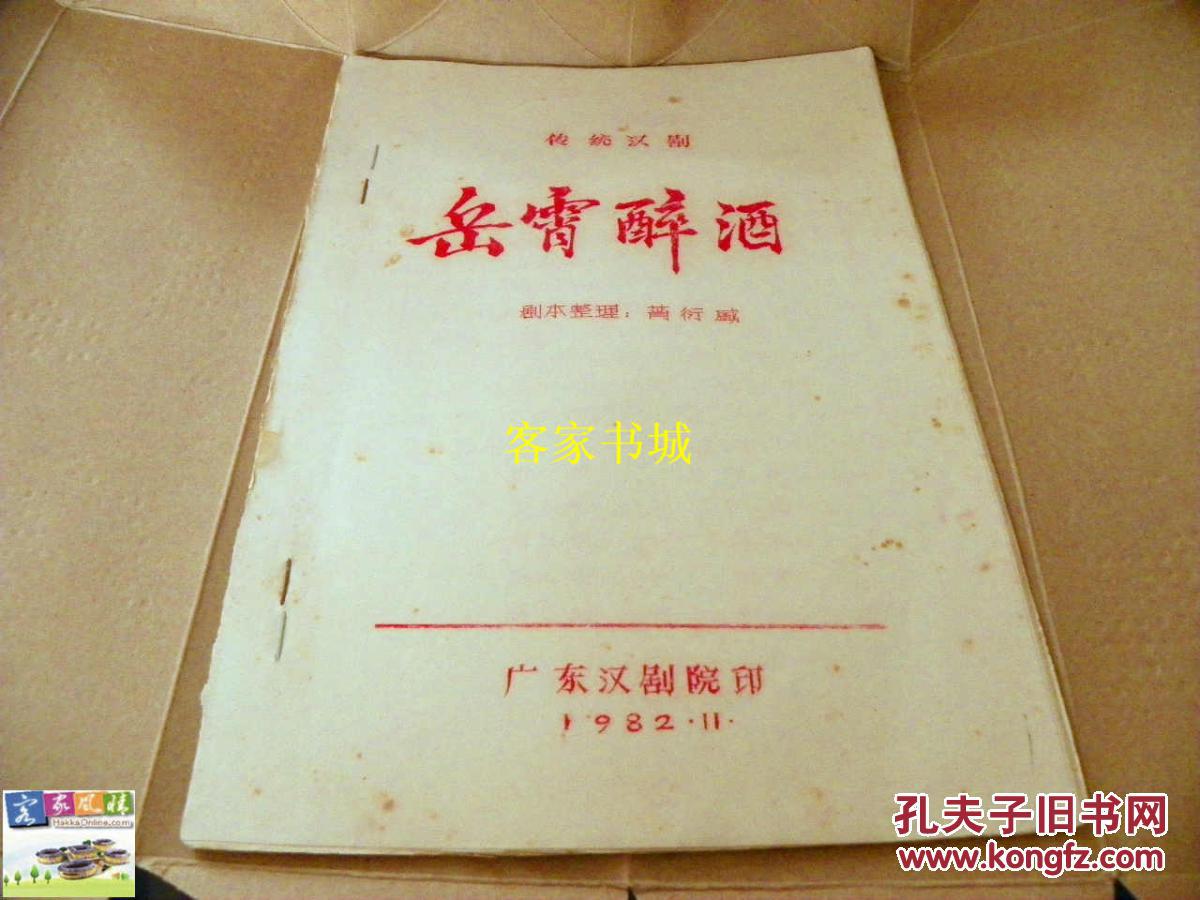 传统汉剧
岳霄醉酒
剧本整理：黄衍威
客家书城
广东汉剧院印
1982·11·
客家风情
HakkaOnline.com
孔夫子旧书网
www.kongfz.com